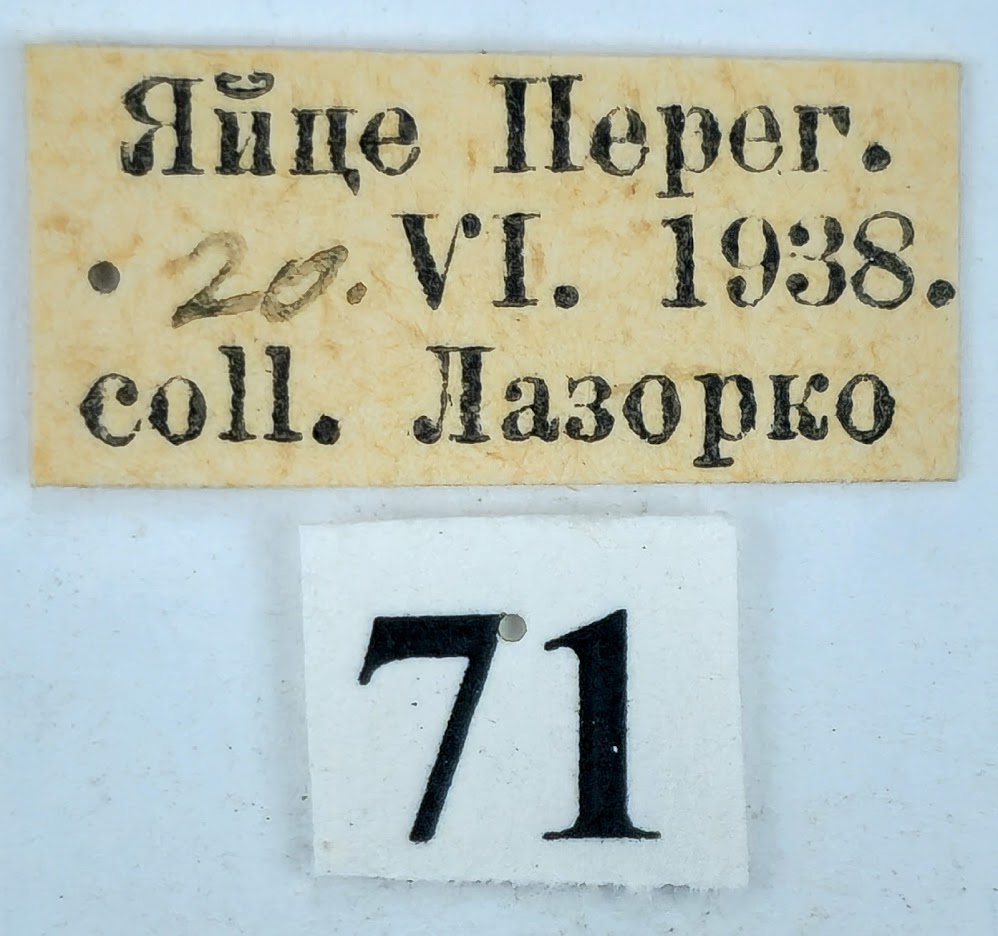 Яйце Перег.
20. VI. 1938.
coll. Лазорко
71